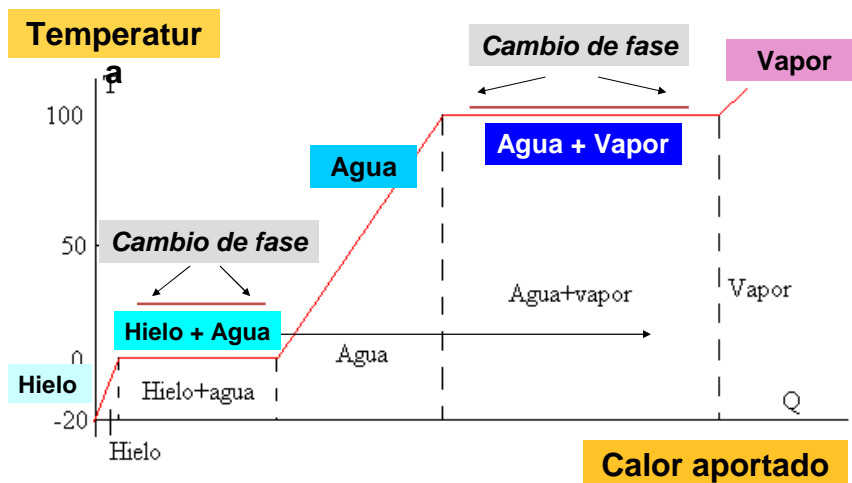 Temperatur
a
T
Cambio de fase
Vapor
100
Agua + Vapor
Agua
50
Cambio de fase
Agua+vapor
Vapor
Hielo + Agua
Agua
0
Hielo
Hielo+agua
Q
-20
Hielo
Calor aportado